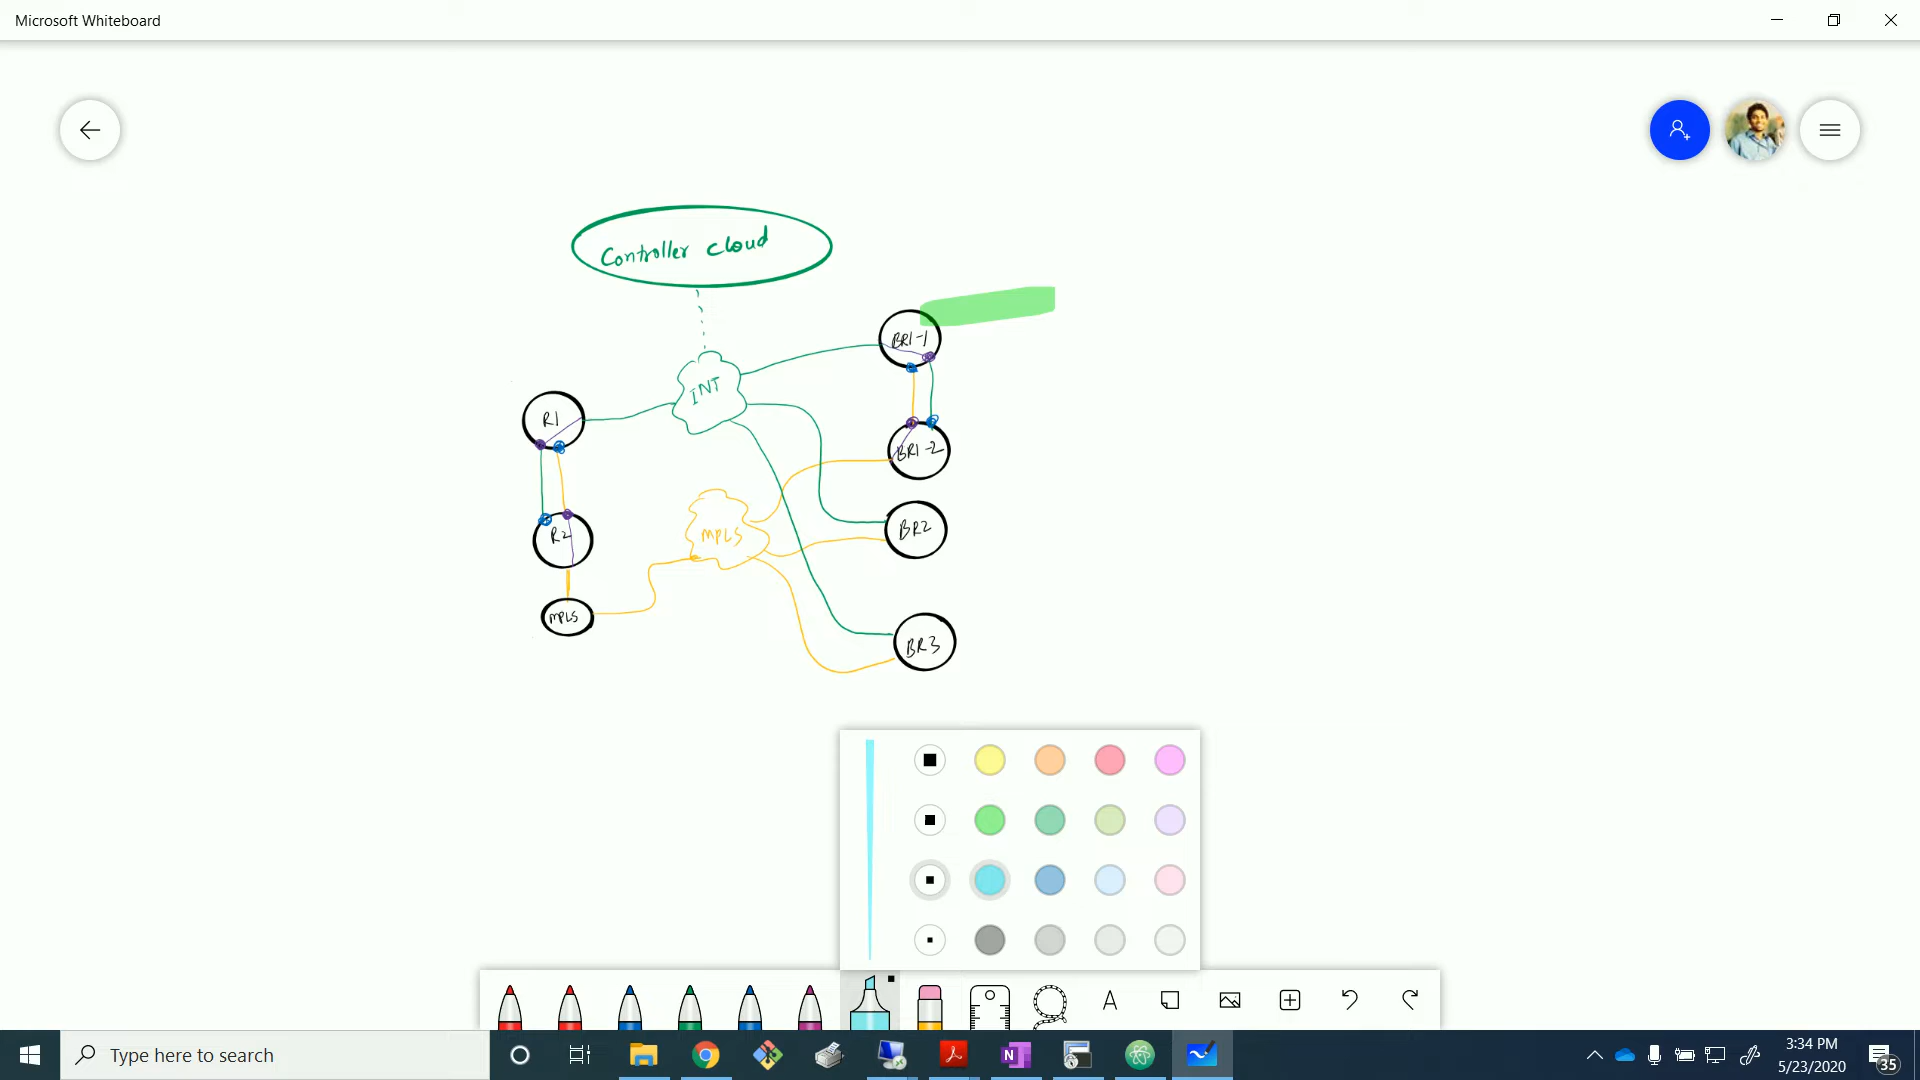 Microsoft Whiteboard
Controller cloud
BR1-1
INT
R1
BR1-2
BR2
R2
MPLS
MPLS
BR3
A
Type here to search
3:34 PM
5/23/2020
35